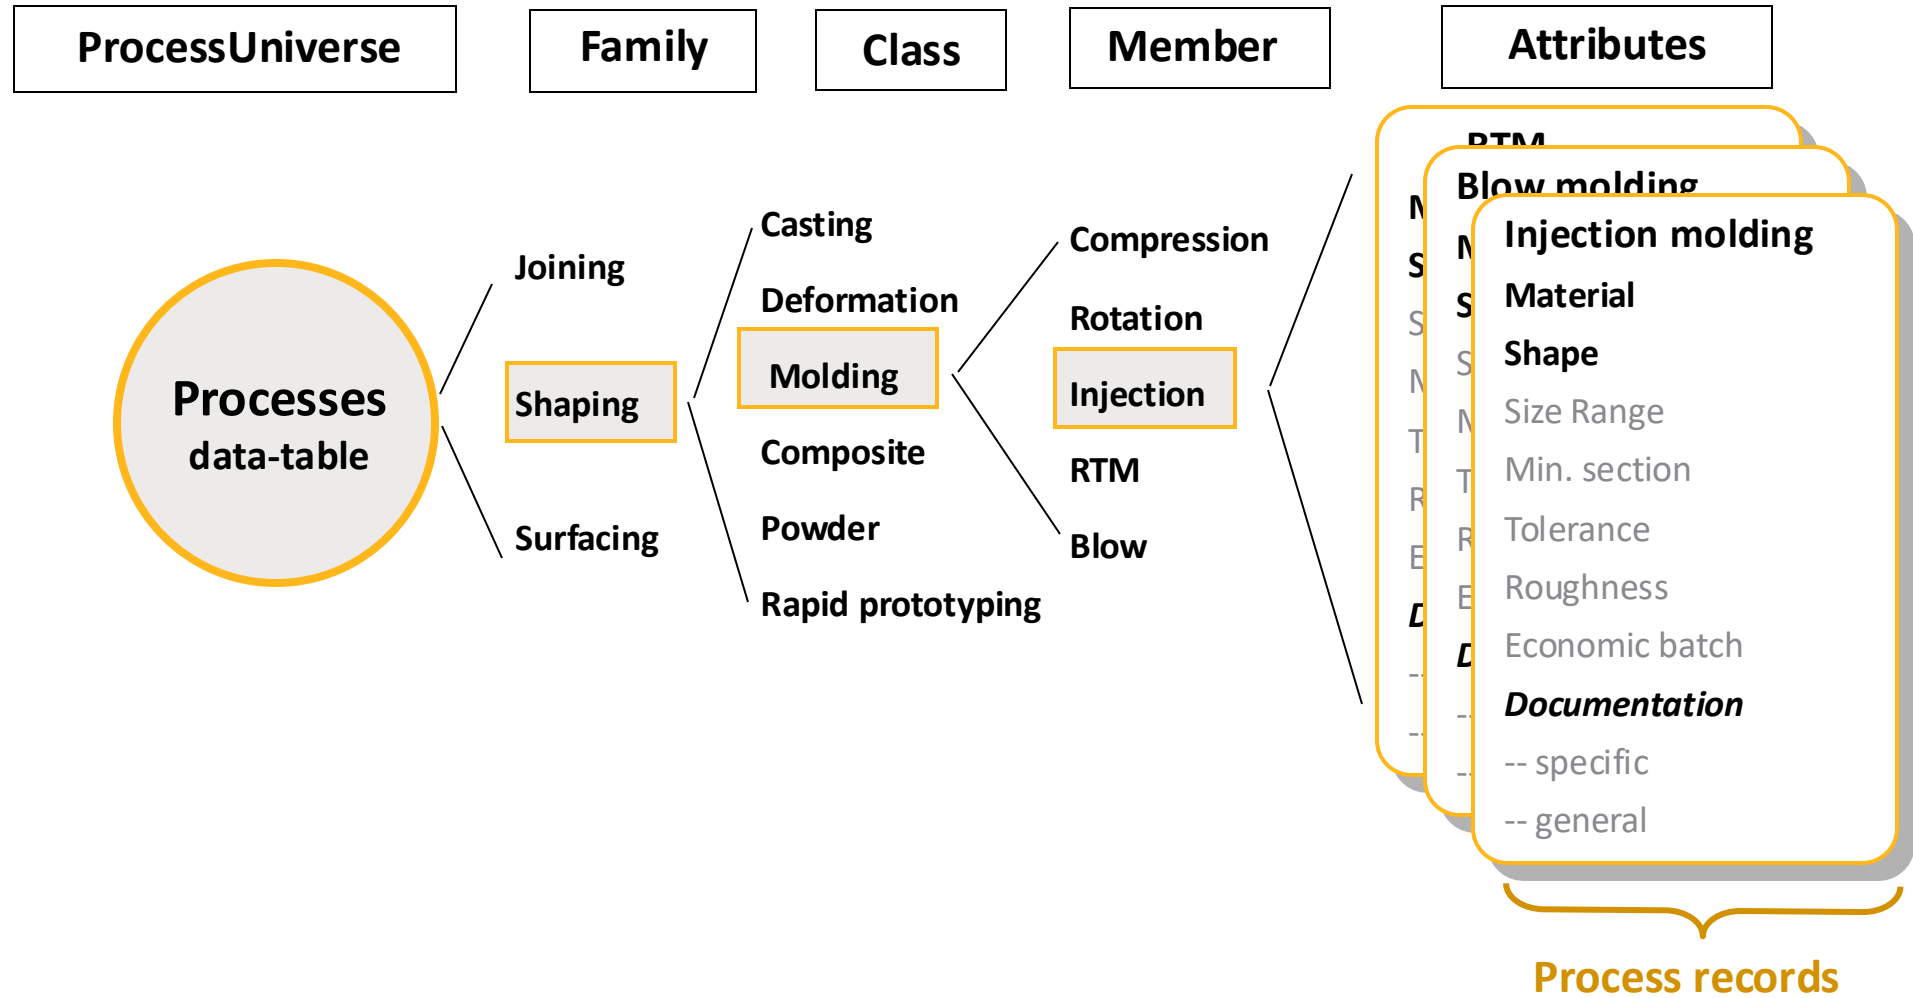 ProcessUniverse
Family
Class
Member
Attributes
Processes
data-table
Joining
Shaping
Surfacing
Casting
Deformation
Molding
Composite
Powder
Rapid prototyping
Compression
Rotation
Injection
RTM
Blow
RTM
M
S
S
M
T
R
E
D
--
--
Blow molding
M
S
S
M
T
R
E
D
--
--
Injection molding
Material
Shape
Size Range
Min. section
Tolerance
Roughness
Economic batch
Documentation
-- specific
-- general
Process records